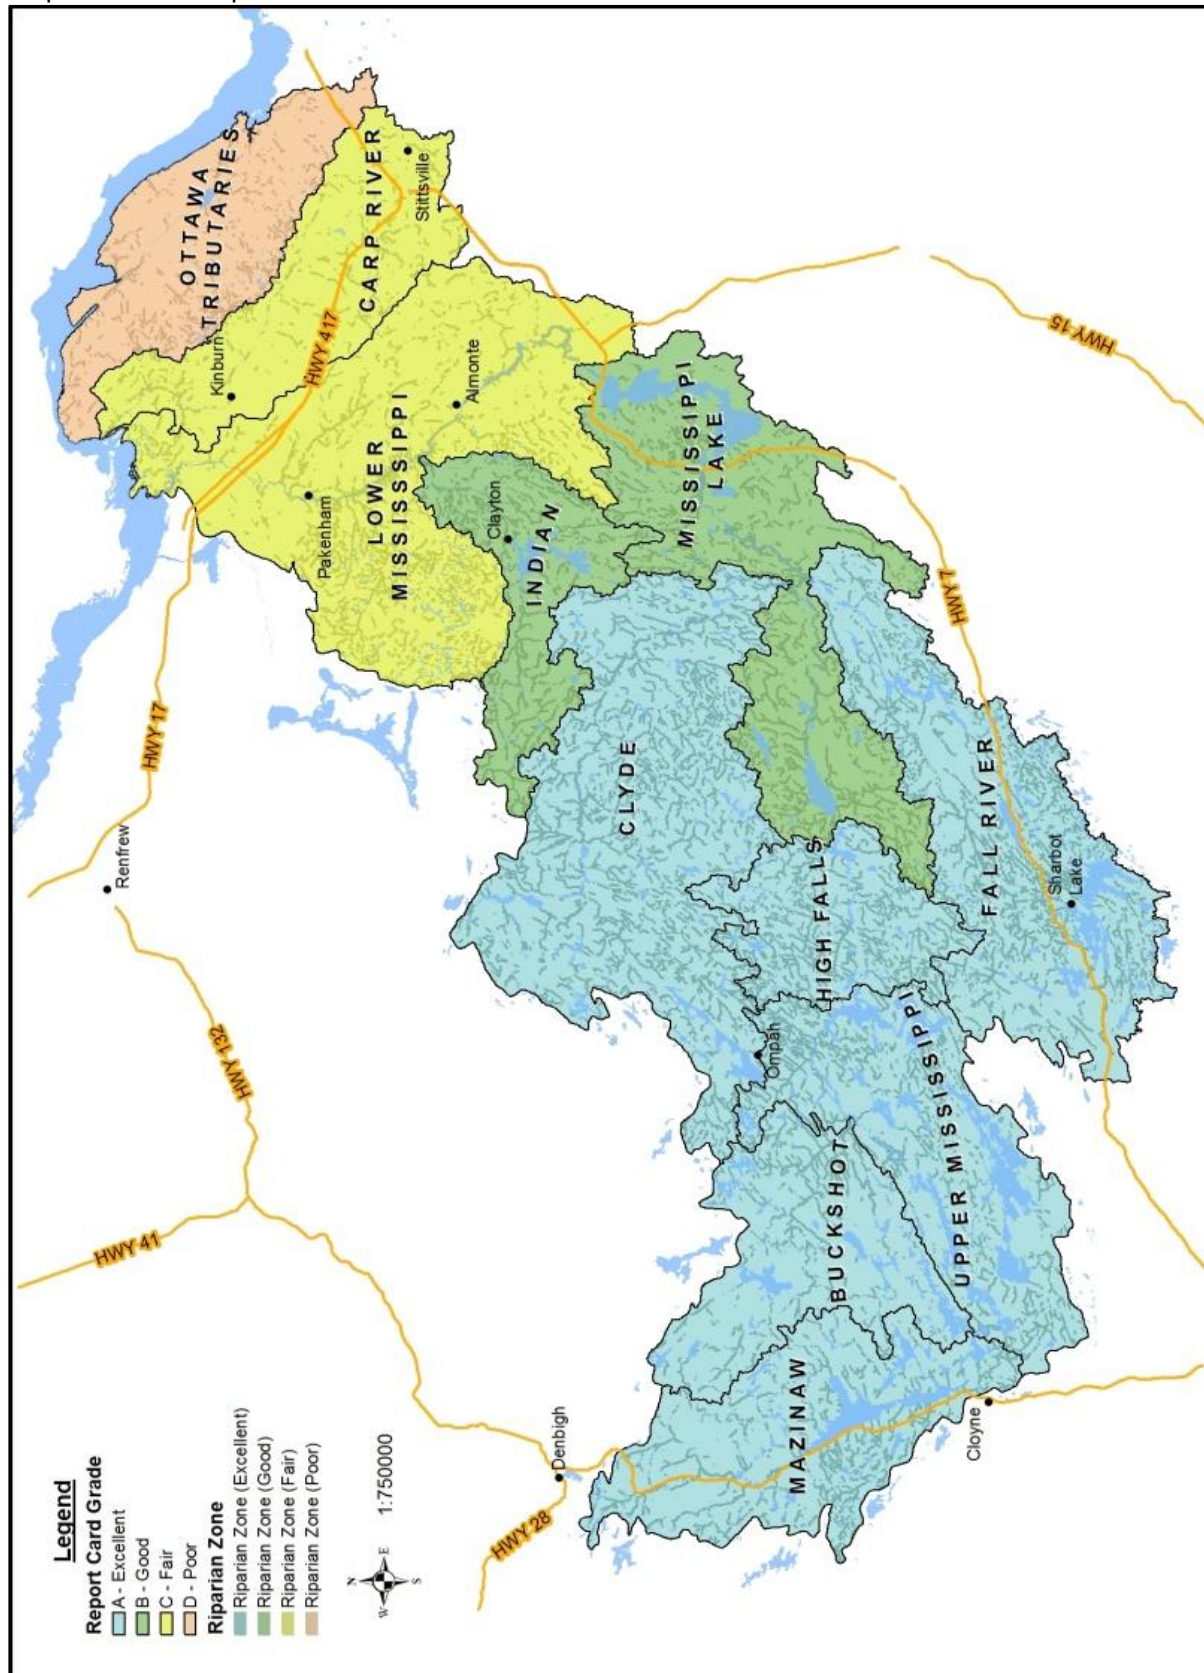 Legend
Report Card Grade
A - Excellent
B - Good
C - Fair
D - Poor
Riparian Zone
Riparian Zone (Excellent)
Riparian Zone (Good)
Riparian Zone (Fair)
Riparian Zone (Poor)
N
W
E
S
1:750000
HWY 41
HWY 132
Renfrew
HWY 17
HWY 28
Denbigh
MAZINAW
Cloyne
BUCKSHOT
UPPER MISSISSIPPI
Ompah
HIGH FALLS
CLYDE
FALL RIVER
Sharbot
Lake
HWY 7
INDIAN
Clayton
MISSISSIPPI
LAKE
LOWER
MISSISSIPPI
Pakenham
Almonte
HWY 417
Kinburn
CARP RIVER
Stittsville
OTTAWA
TRIBUTARIES
HWY 15